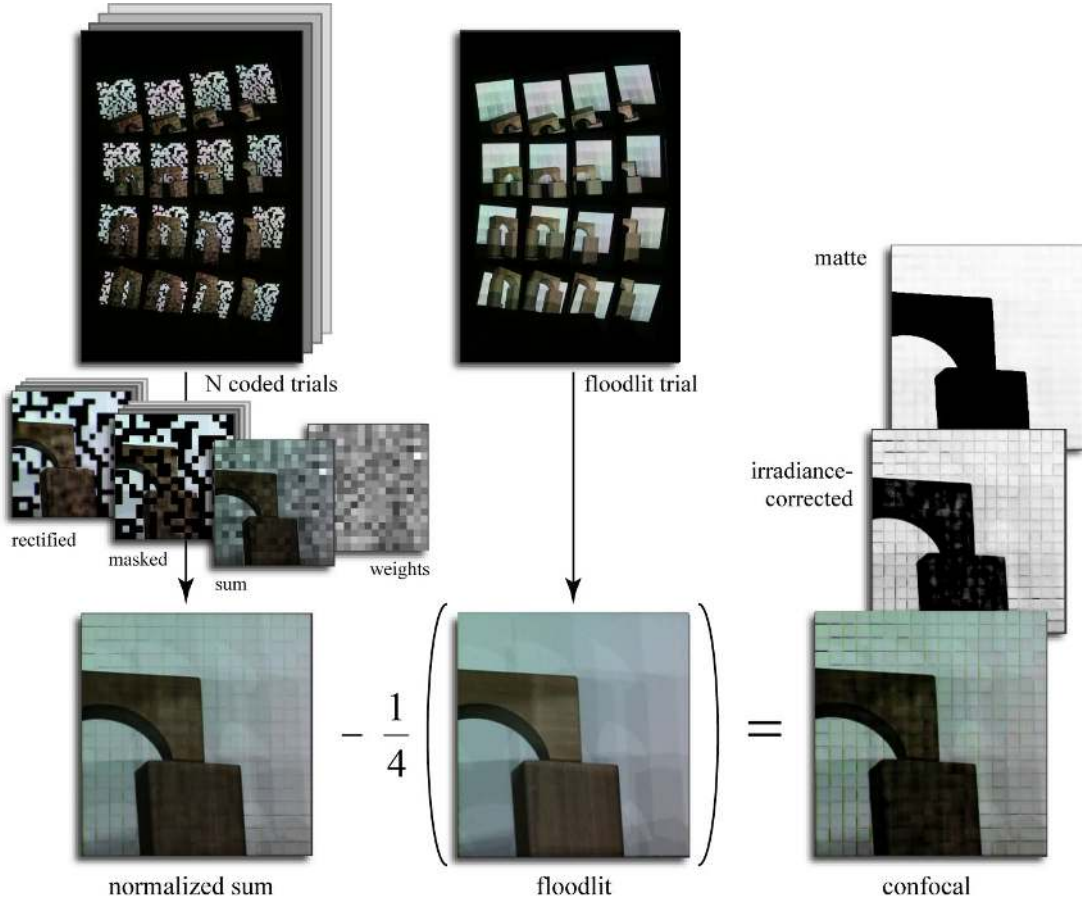 N coded trials
floodlit trial
matte
irradiance-
corrected
rectified
masked
sum
weights
− 1/4 ( ) =
normalized sum
floodlit
confocal